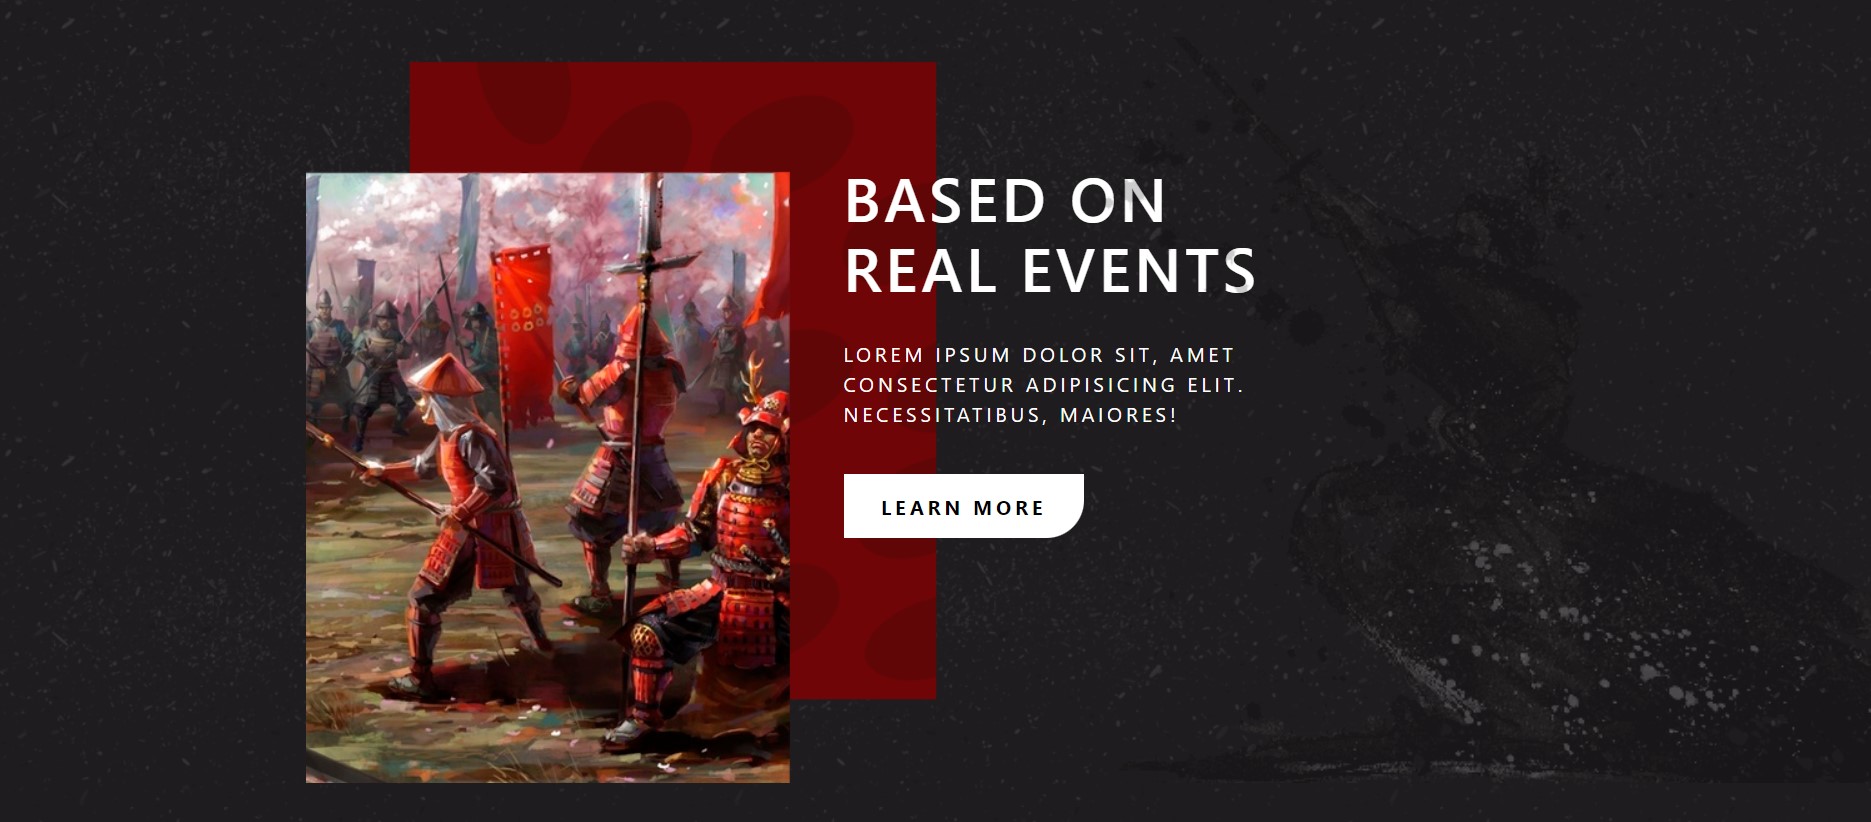 BASED ON
REAL EVENTS
LOREM IPSUM DOLOR SIT, AMET
CONSECTETUR ADIPISICING ELIT.
NECESSITATIBUS, MAIORES!
LEARN MORE